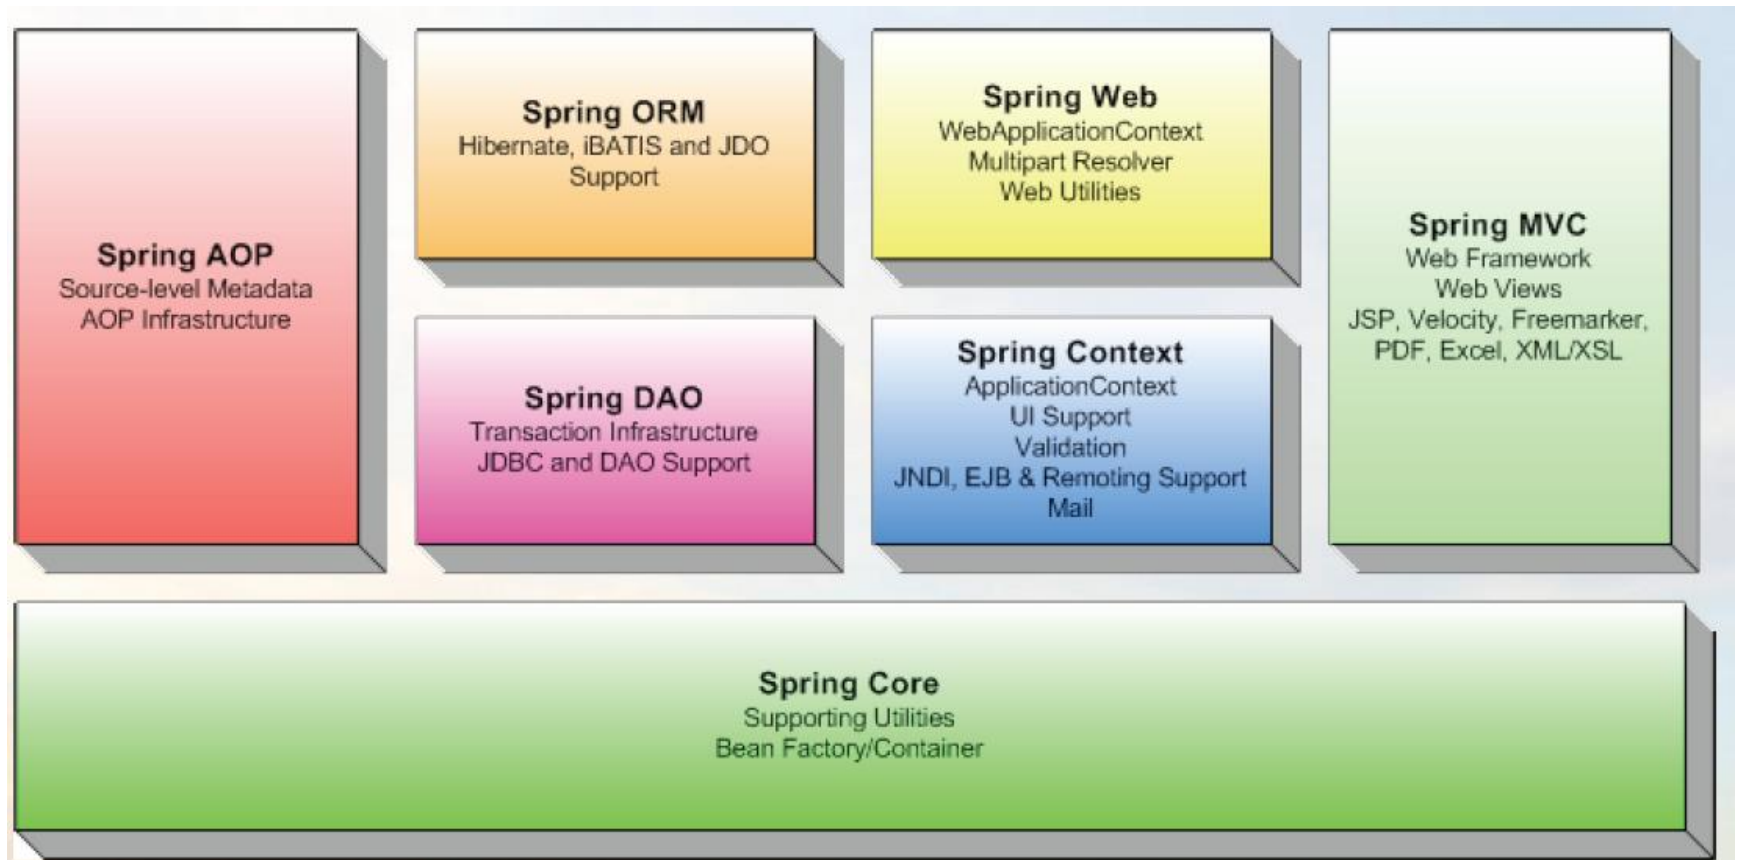 Spring AOP
Source-level Metadata
AOP Infrastructure
Spring ORM
Hibernate, iBATIS and JDO
Support
Spring DAO
Transaction Infrastructure
JDBC and DAO Support
Spring Web
WebApplicationContext
Multipart Resolver
Web Utilities
Spring Context
ApplicationContext
UI Support
Validation
JNDI, EJB & Remoting Support
Mail
Spring MVC
Web Framework
Web Views
JSP, Velocity, Freemarker,
PDF, Excel, XML/XSL
Spring Core
Supporting Utilities
Bean Factory/Container